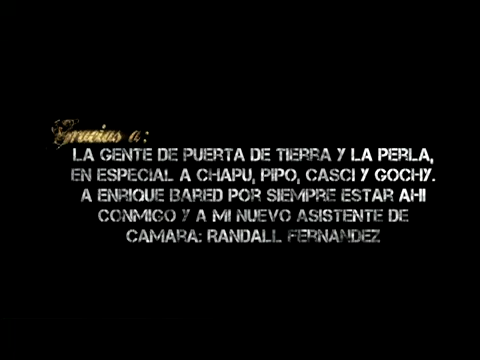 Gracias a:
LA GENTE DE PUERTA DE TIERRA Y LA PERLA,
EN ESPECIAL A CHAPU, PIPO, CASCI Y GOCHY.
A ENRIQUE BARED POR SIEMPRE ESTAR AHI
CONMIGO Y A MI NUEVO ASISTENTE DE
CAMARA: RANDALL FERNANDEZ